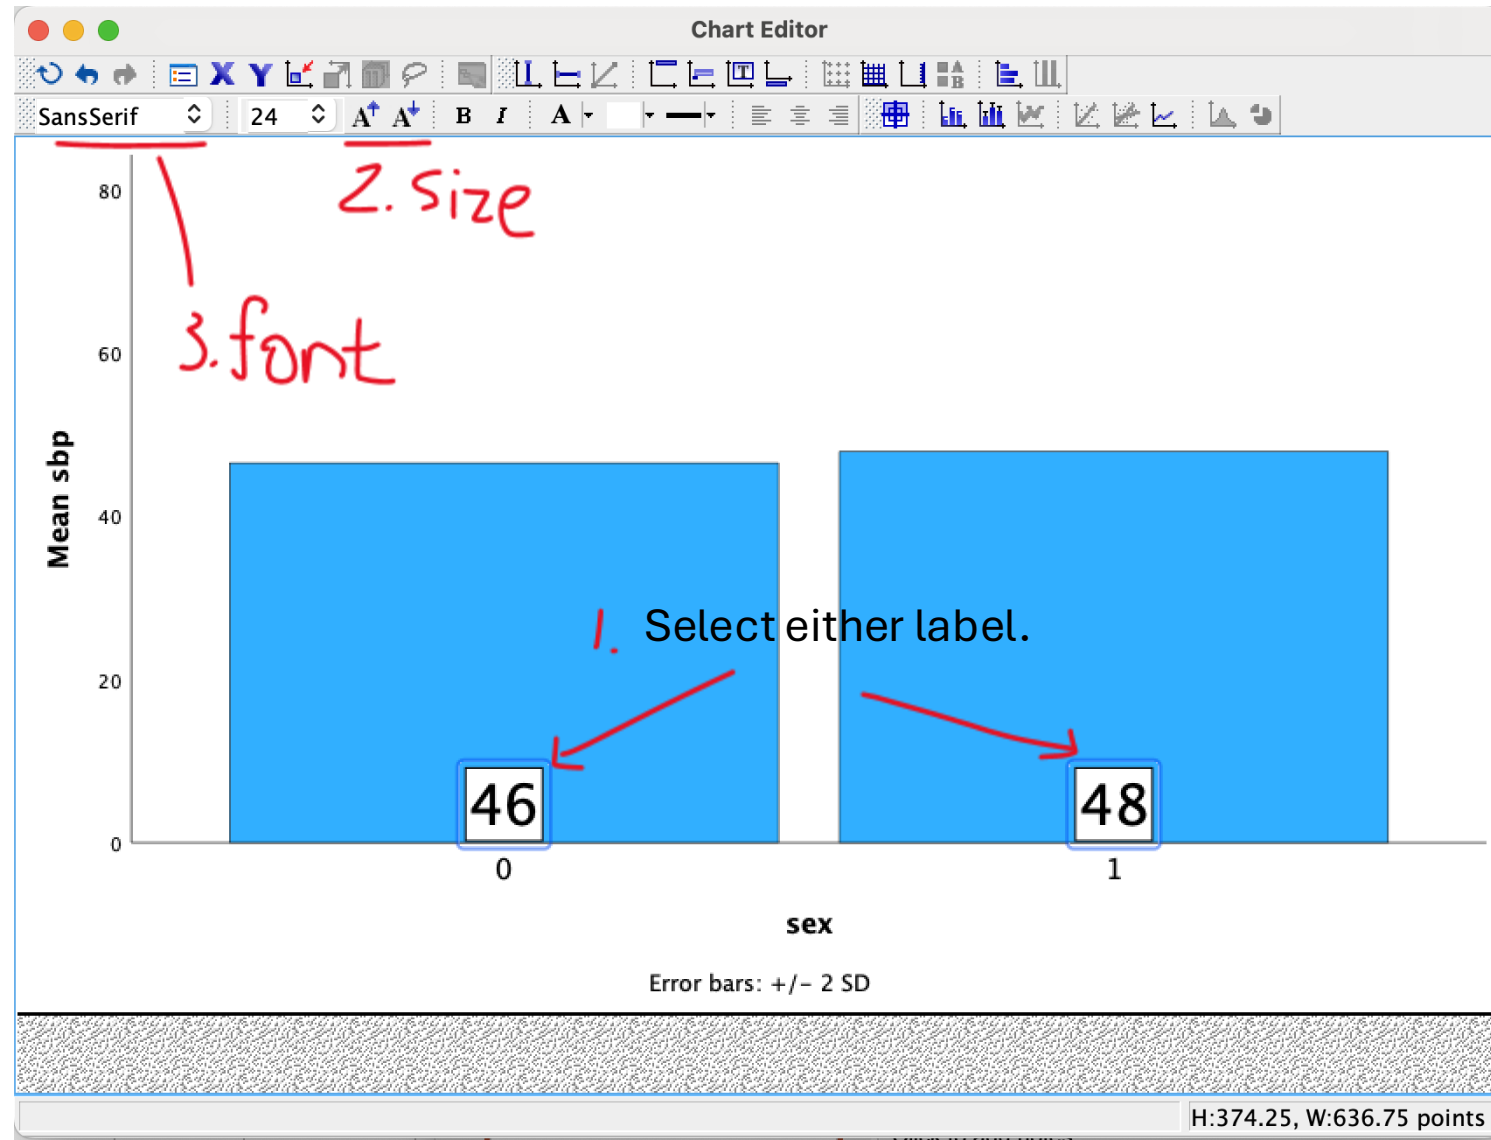 Chart Editor
X Y
SansSerif 24 A A B I A
2. size
3. font
80
60
40
20
0
Mean sbp
1. Select either label.
46 48
0 1
sex
Error bars: +/- 2 SD
H:374.25, W:636.75 points